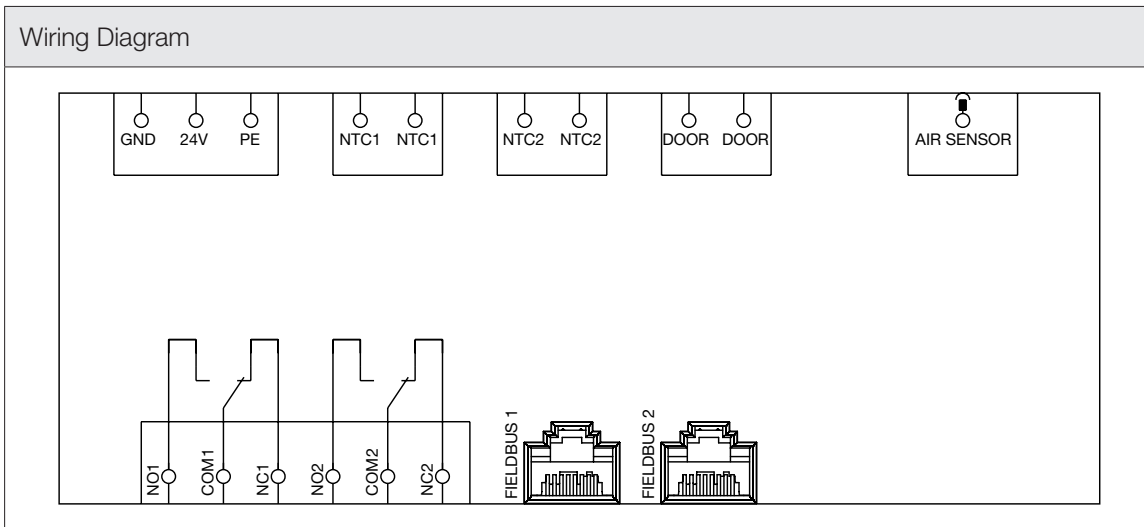 Wiring Diagram
GND 24V PE NTC1 NTC1 NTC2 NTC2 DOOR DOOR AIR SENSOR
NO1 COM1 NC1 NO2 COM2 NC2 FIELDBUS 1 FIELDBUS 2